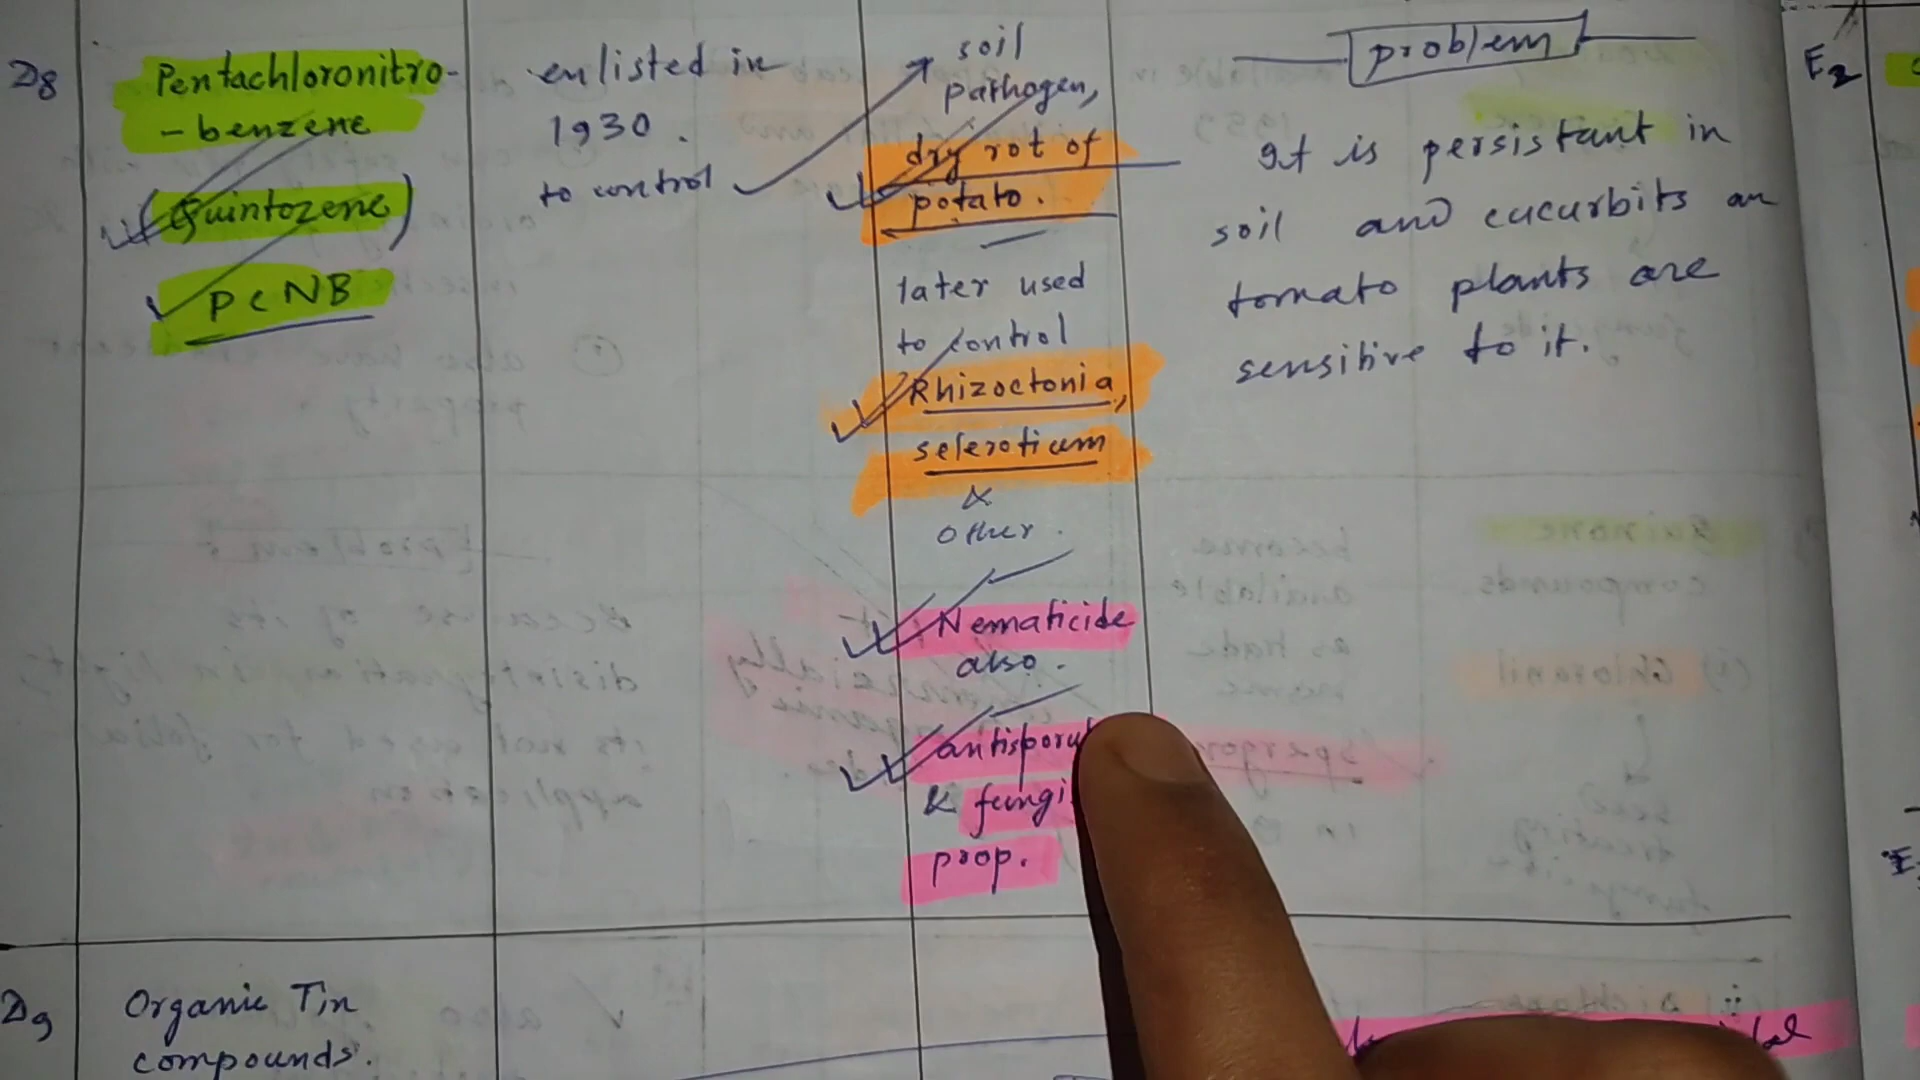 D8
Pentachloronitro-
- benzene
(Quintozene)
PCNB
enlisted in
1930.
to control
soil
pathogen,
dry rot of
potato.
later used
to control
Rhizoctonia,
scleroticum
&
other.
Nematicide
also.
& fungi
prop.
problem
It is persistant in
soil and cucurbits an
tomato plants are
sensitive to it.
E2
D9
Organic Tin
compounds.